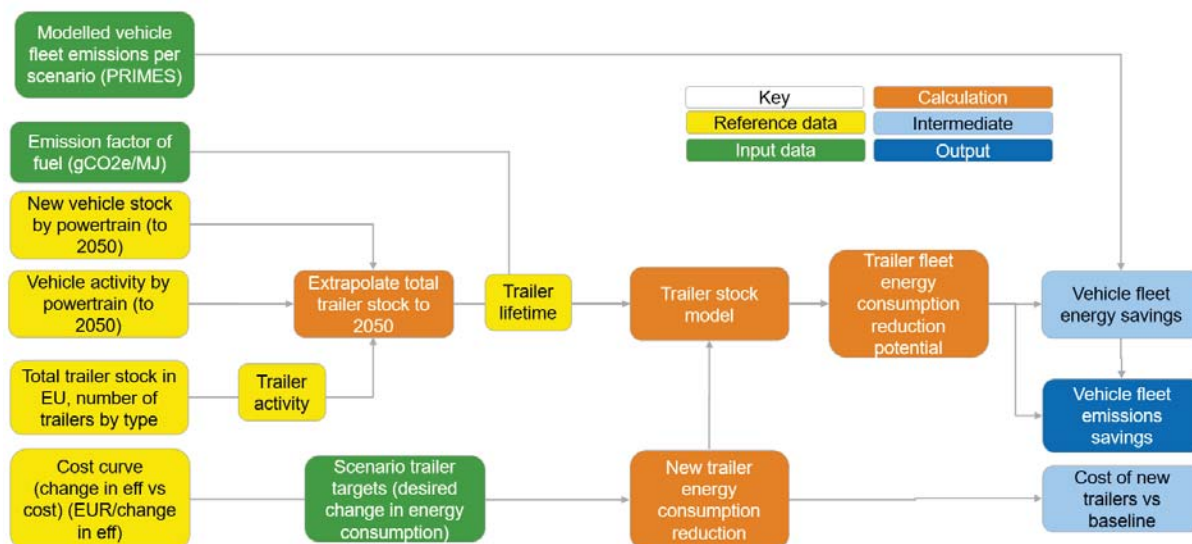 Modelled vehicle
fleet emissions per
scenario (PRIMES)
Key
Calculation
Reference data
Intermediate
Input data
Output
Emission factor of
fuel (gCO2e/MJ)
New vehicle stock
by powertrain (to
2050)
Vehicle activity by
powertrain (to
2050)
Extrapolate total
trailer stock to
2050
Trailer
lifetime
Trailer stock
model
Trailer fleet
energy
consumption
reduction
potential
Vehicle fleet
energy savings
Total trailer stock in
EU, number of
trailers by type
Trailer
activity
Vehicle fleet
emissions
savings
Cost curve
(change in eff vs
cost) (EUR/change
in eff)
Scenario trailer
targets (desired
change in energy
consumption)
New trailer
energy
consumption
reduction
Cost of new
trailers vs
baseline